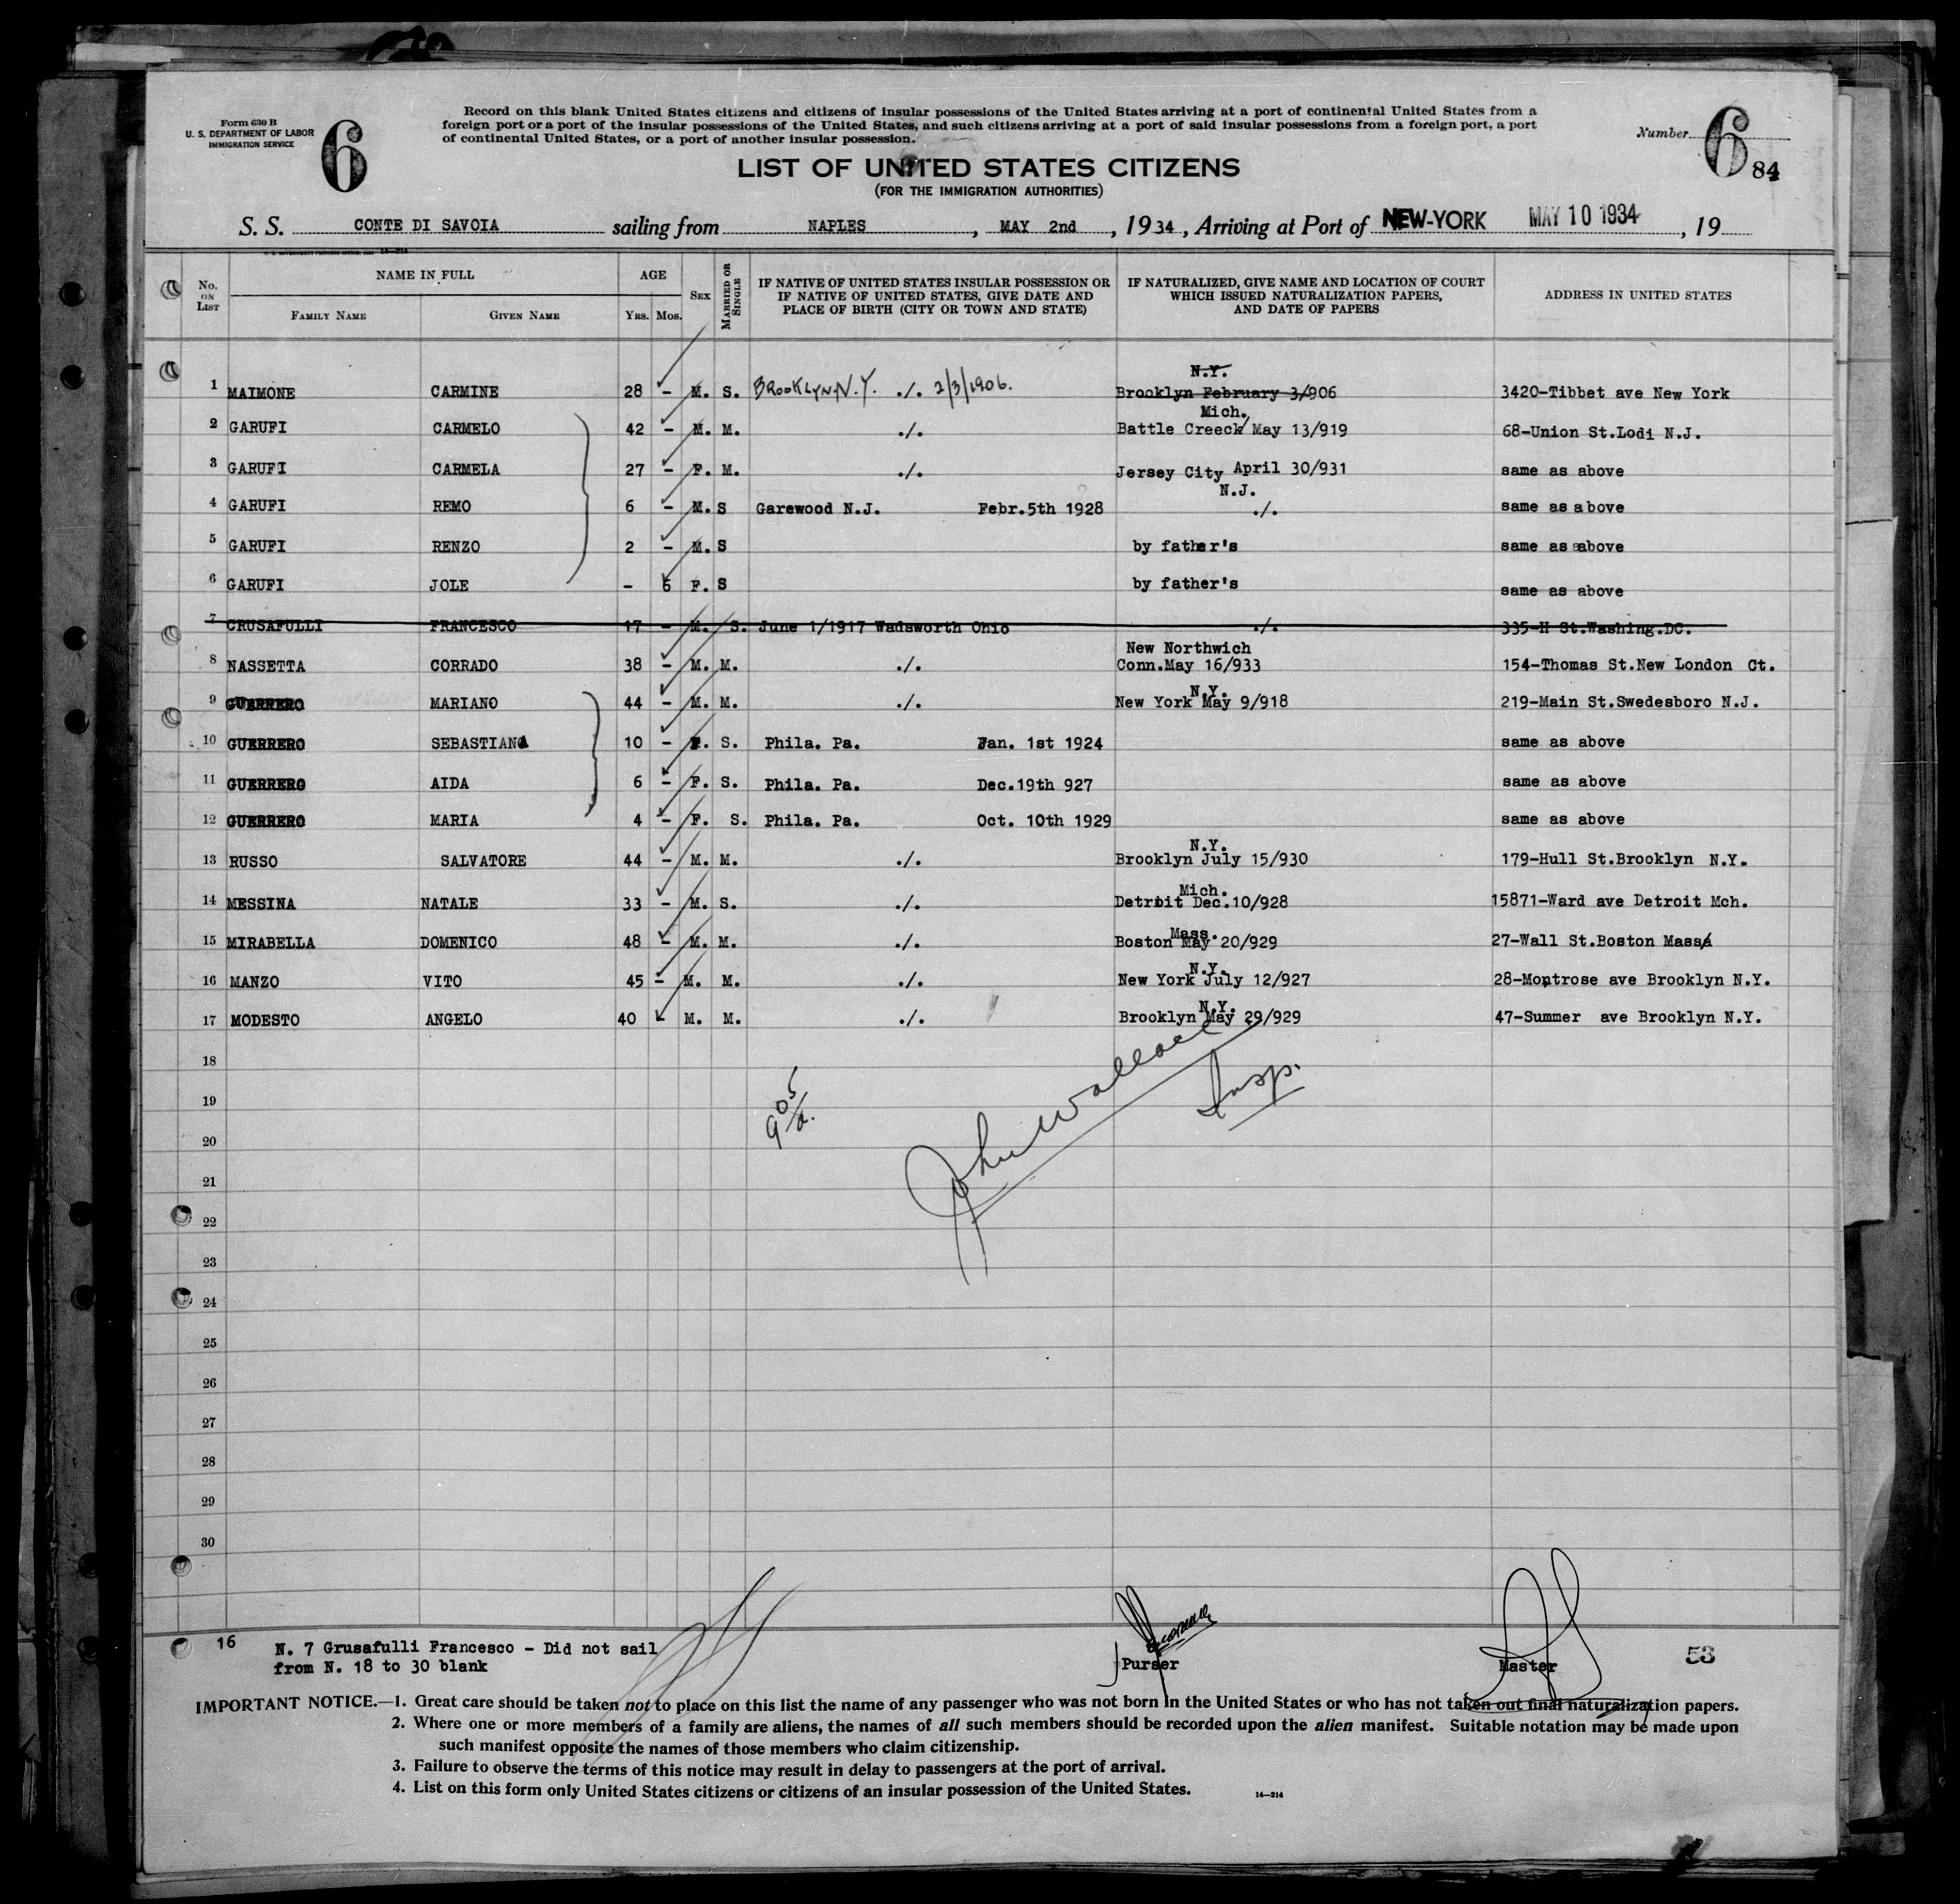 Form 630 B
U. S. DEPARTMENT OF LABOR
IMMIGRATION SERVICE
6
Record on this blank United States citizens and citizens of insular possessions of the United States arriving at a port of continental United States from a
foreign port or a port of the insular possessions of the United States, and such citizens arriving at a port of said insular possessions from a foreign port, a port
of continental United States, or a port of another insular possession.
Number 6
84
LIST OF UNITED STATES CITIZENS
(FOR THE IMMIGRATION AUTHORITIES)
S. S. CONTE DI SAVOIA sailing from NAPLES, MAY 2nd, 1934, Arriving at Port of NEW-YORK MAY 10 1934, 19
No. ON LIST NAME IN FULL FAMILY NAME GIVEN NAME AGE YRS. MOS. SEX MARRIED OR SINGLE IF NATIVE OF UNITED STATES INSULAR POSSESSION OR IF NATIVE OF UNITED STATES, GIVE DATE AND PLACE OF BIRTH (CITY OR TOWN AND STATE) IF NATURALIZED, GIVE NAME AND LOCATION OF COURT WHICH ISSUED NATURALIZATION PAPERS, AND DATE OF PAPERS ADDRESS IN UNITED STATES
N.Y.
1 MAIMONE CARMINE 28 - M. S. BROOKLYN N.Y. ./. 2/3/1906. Brooklyn February 3/906 3420-Tibbet ave New York
Mich.
2 GARUFI CARMELO 42 - M. M. ./. Battle Creeck/May 13/919 68-Union St.Lodi N.J.
3 GARUFI CARMELA 27 - F. M. ./. Jersey City April 30/931 same as above
N.J.
4 GARUFI REMO 6 - M. S Garewood N.J. Febr.5th 1928 ./. same as above
5 GARUFI RENZO 2 - M. S by father's same as above
6 GARUFI JOLE - 6 F. S by father's same as above
7 CRUSAFULLI FRANCESCO 17 - M. S. June 1/1917 Wadsworth Ohio ./. 335-H St.Washing.DC.
New Northwich
8 NASSETTA CORRADO 38 - M. M. ./. Conn.May 16/933 154-Thomas St.New London Ct.
N.Y.
9 GUERRERO MARIANO 44 - M. M. ./. New York May 9/918 219-Main St.Swedesboro N.J.
10 GUERRERO SEBASTIANA 10 - F. S. Phila. Pa. Jan. 1st 1924 same as above
11 GUERRERO AIDA 6 - F. S. Phila. Pa. Dec.19th 927 same as above
12 GUERRERO MARIA 4 - F. S. Phila. Pa. Oct. 10th 1929 same as above
N.Y.
13 RUSSO SALVATORE 44 - M. M. ./. Brooklyn July 15/930 179-Hull St.Brooklyn N.Y.
Mich.
14 MESSINA NATALE 33 - M. S. ./. Detroit Dec.10/928 15871-Ward ave Detroit Mch.
Mass.
15 MIRABELLA DOMENICO 48 - M. M. ./. Boston May 20/929 27-Wall St.Boston Mass
N.Y.
16 MANZO VITO 45 - M. M. ./. New York July 12/927 28-Montrose ave Brooklyn N.Y.
N.Y.
17 MODESTO ANGELO 40 M. M. ./. Brooklyn May 29/929 47-Summer ave Brooklyn N.Y.
18
19
20
21
22
23
24
25
26
27
28
29
30
905/a.
John Wallace
Insp.
16
N. 7 Grusafulli Francesco - Did not sail
from N. 18 to 30 blank
Purser
Master
53
IMPORTANT NOTICE.—1. Great care should be taken not to place on this list the name of any passenger who was not born in the United States or who has not taken out final naturalization papers.
2. Where one or more members of a family are aliens, the names of all such members should be recorded upon the alien manifest. Suitable notation may be made upon
such manifest opposite the names of those members who claim citizenship.
3. Failure to observe the terms of this notice may result in delay to passengers at the port of arrival.
4. List on this form only United States citizens or citizens of an insular possession of the United States.
14—214